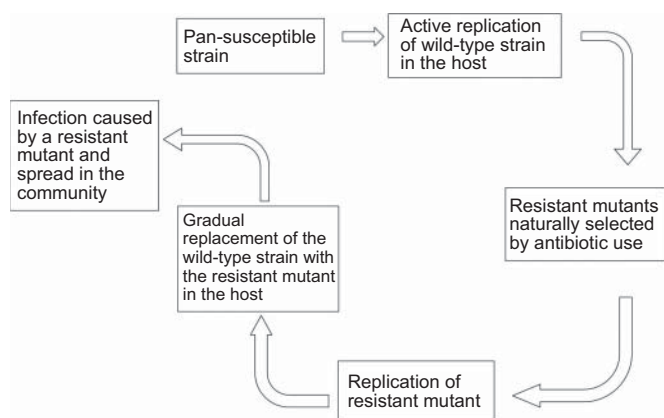 Pan-susceptible
strain
Active replication
of wild-type strain
in the host
Resistant mutants
naturally selected
by antibiotic use
Replication of
resistant mutant
Gradual
replacement of the
wild-type strain with
the resistant mutant
in the host
Infection caused
by a resistant
mutant and
spread in the
community